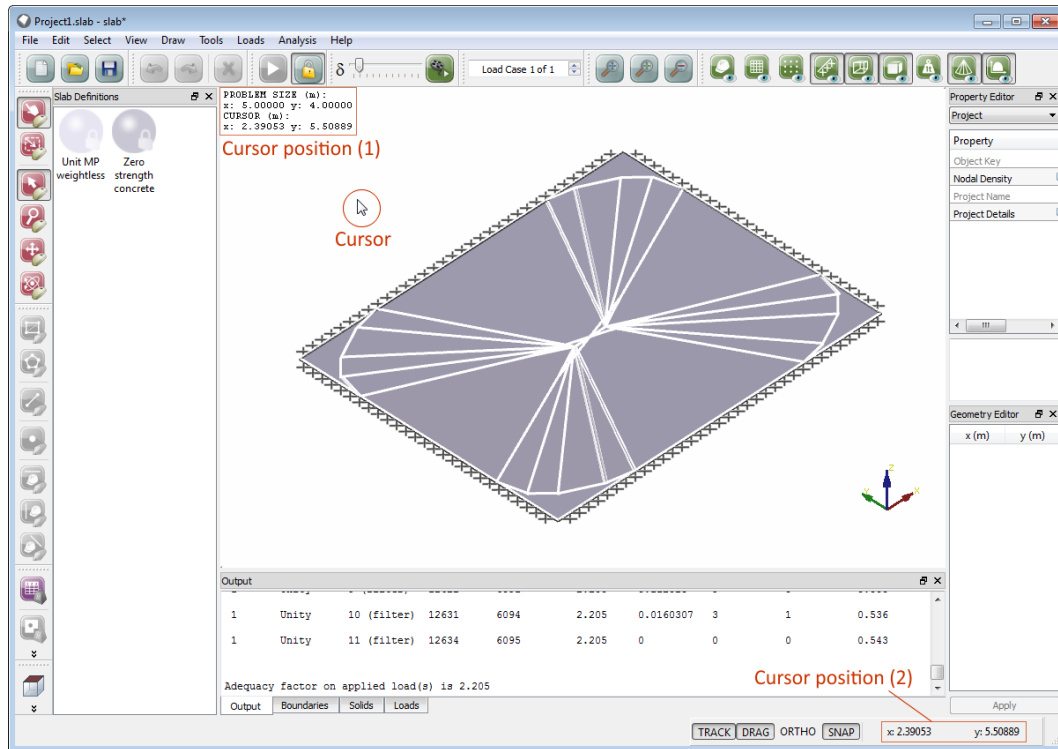 Project1.slab - slab*
File Edit Select View Draw Tools Loads Analysis Help
δ Load Case 1 of 1
Slab Definitions
Unit MP weightless
Zero strength concrete
PROBLEM SIZE (m):
x: 5.00000 y: 4.00000
CURSOR (m):
x: 2.39053 y: 5.50889
Cursor position (1)
Cursor
z
x
Property Editor
Project
Property
Object Key
Nodal Density
Project Name
Project Details
Geometry Editor
x (m) y (m)
Apply
Output
1 Unity 10 (filter) 12631 6094 2.205 0.0160307 3 1 0.536
1 Unity 11 (filter) 12634 6095 2.205 0 0 0 0.543
Adequacy factor on applied load(s) is 2.205
Cursor position (2)
Output Boundaries Solids Loads
TRACK DRAG ORTHO SNAP x: 2.39053 y: 5.50889